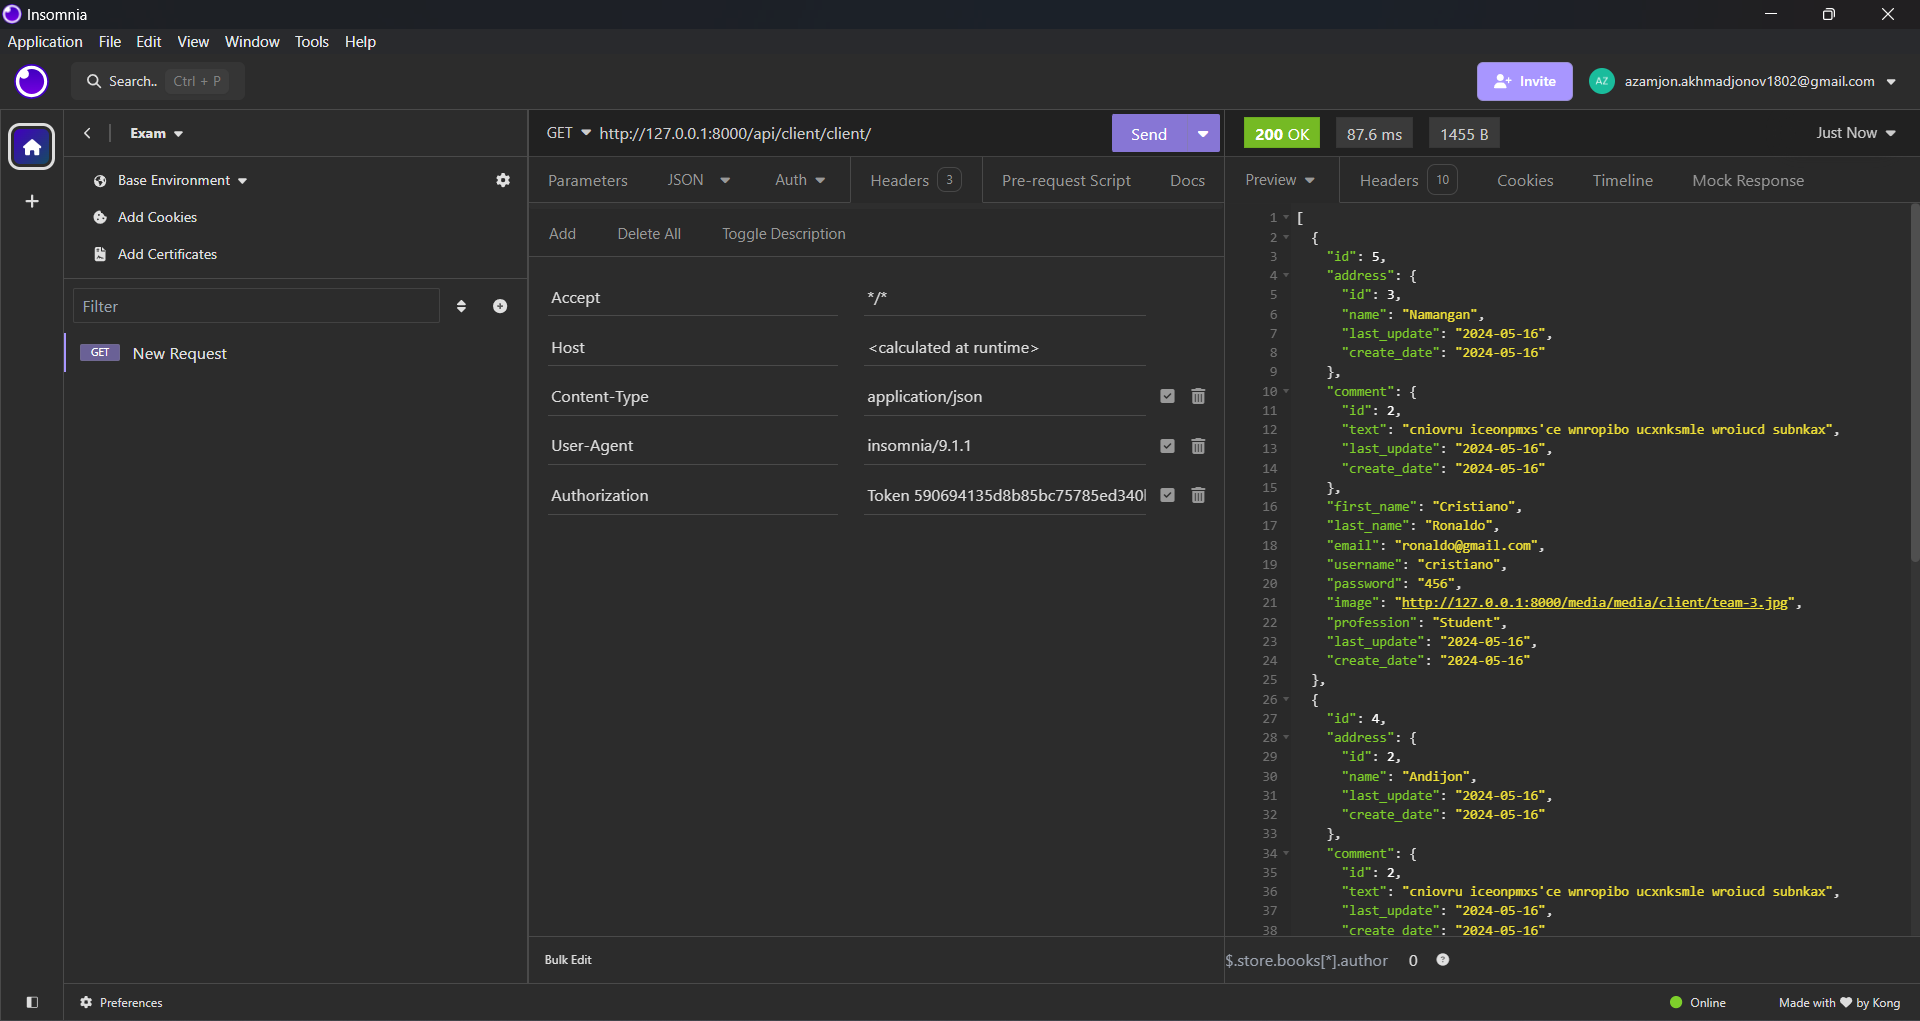 Insomnia
Application File Edit View Window Tools Help
Search.. Ctrl + P
Invite
AZ azamjon.akhmadjonov1802@gmail.com
Exam
Base Environment
Add Cookies
Add Certificates
Filter
GET New Request
GET http://127.0.0.1:8000/api/client/client/ Send
Parameters JSON Auth Headers 3 Pre-request Script Docs
Add Delete All Toggle Description
Accept */*
Host <calculated at runtime>
Content-Type application/json
User-Agent insomnia/9.1.1
Authorization Token 590694135d8b85bc75785ed340
Bulk Edit
200 OK 87.6 ms 1455 B Just Now
Preview Headers 10 Cookies Timeline Mock Response
1 [
2 {
3 "id": 5,
4 "address": {
5 "id": 3,
6 "name": "Namangan",
7 "last_update": "2024-05-16",
8 "create_date": "2024-05-16"
9 },
10 "comment": {
11 "id": 2,
12 "text": "cniovru iceonpmxs'ce wnropibo ucxnksmle wroiucd subnkax",
13 "last_update": "2024-05-16",
14 "create_date": "2024-05-16"
15 },
16 "first_name": "Cristiano",
17 "last_name": "Ronaldo",
18 "email": "ronaldo@gmail.com",
19 "username": "cristiano",
20 "password": "456",
21 "image": "http://127.0.0.1:8000/media/media/client/team-3.jpg",
22 "profession": "Student",
23 "last_update": "2024-05-16",
24 "create_date": "2024-05-16"
25 },
26 {
27 "id": 4,
28 "address": {
29 "id": 2,
30 "name": "Andijon",
31 "last_update": "2024-05-16",
32 "create_date": "2024-05-16"
33 },
34 "comment": {
35 "id": 2,
36 "text": "cniovru iceonpmxs'ce wnropibo ucxnksmle wroiucd subnkax",
37 "last_update": "2024-05-16",
38 "create_date": "2024-05-16"
$.store.books[*].author 0 ?
Preferences
Online Made with ♥ by Kong